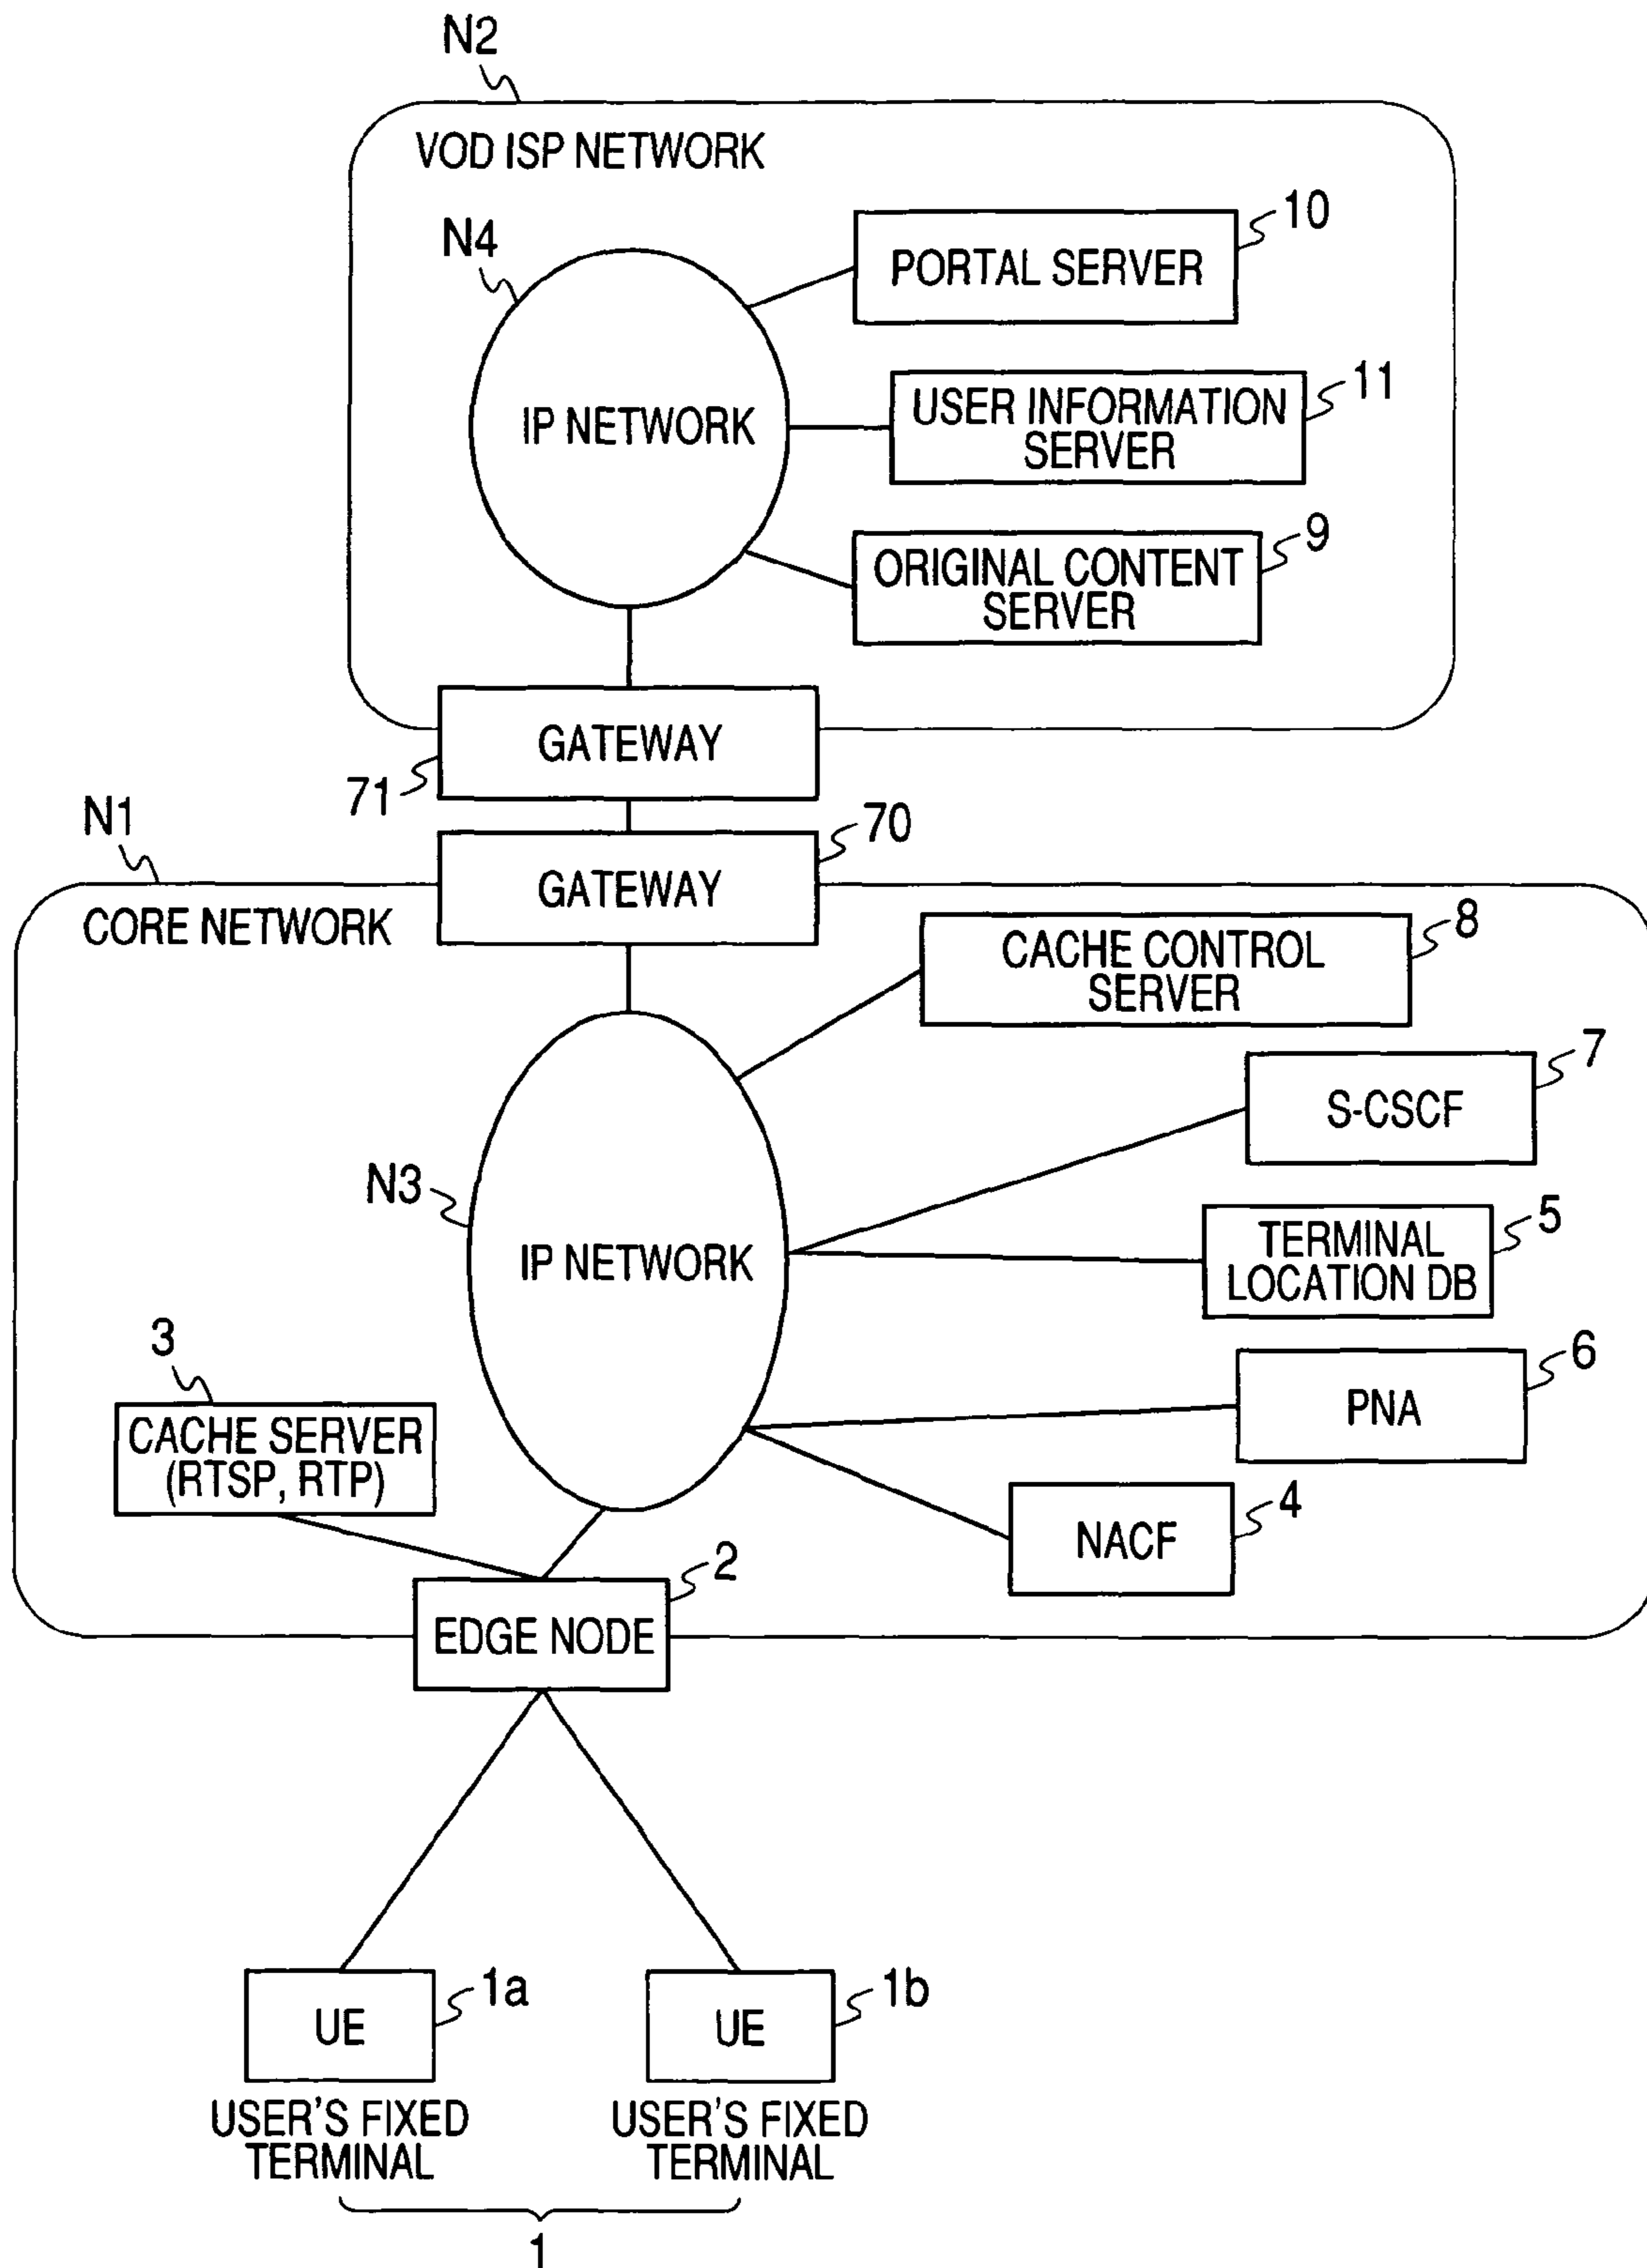 N2
VOD ISP NETWORK
N4
10
PORTAL SERVER
11
IP NETWORK
USER INFORMATION
SERVER
9
ORIGINAL CONTENT
SERVER
GATEWAY
71
N1
70
GATEWAY
CORE NETWORK
8
CACHE CONTROL
SERVER
7
S-CSCF
N3
IP NETWORK
5
TERMINAL
LOCATION DB
6
PNA
3
CACHE SERVER
(RTSP, RTP)
4
NACF
2
EDGE NODE
1a
UE
1b
UE
USER'S FIXED
TERMINAL
USER'S FIXED
TERMINAL
1